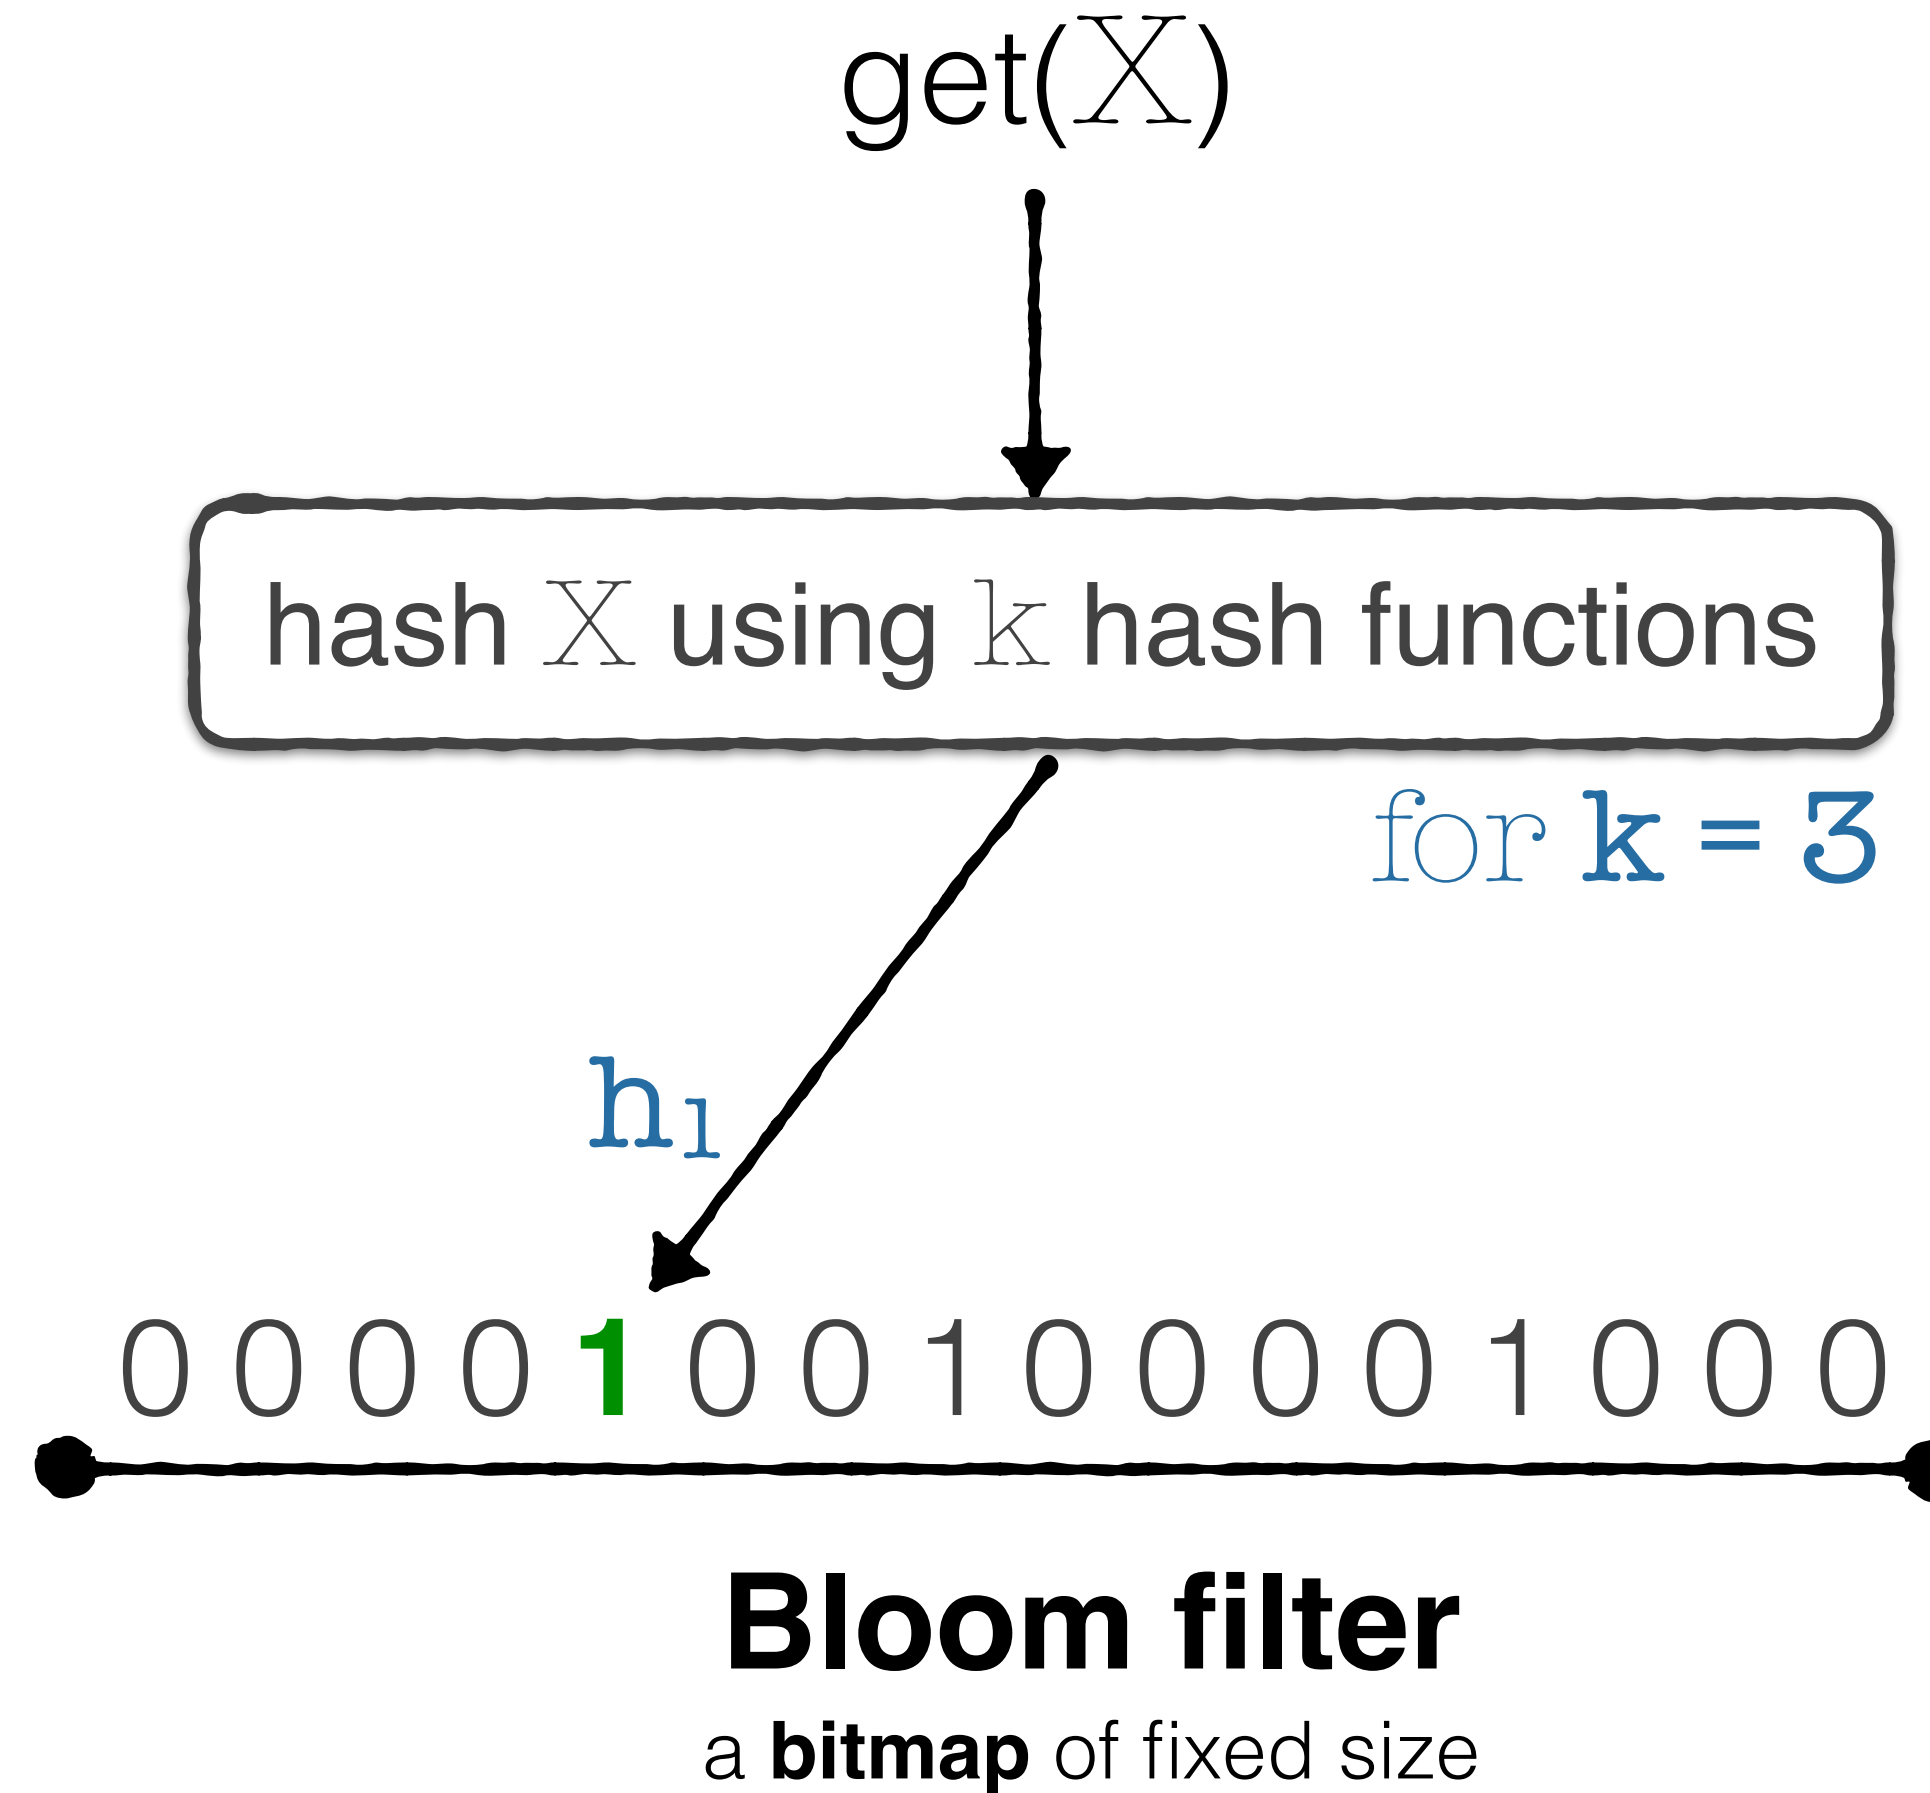 get(X)
hash X using k hash functions
for k = 3
h1
0 0 0 0 1 0 0 1 0 0 0 0 1 0 0 0
Bloom filter
a bitmap of fixed size